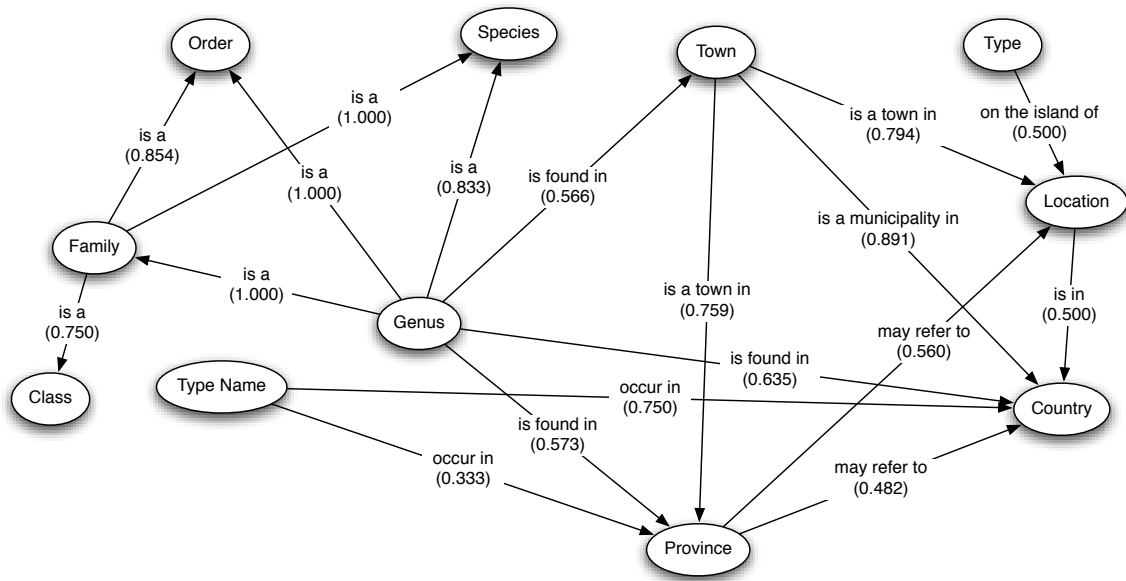 Order
Species
Town
Type
is a
(1.000)
is a town in
(0.794)
on the island of
(0.500)
is a
(0.854)
is a
(1.000)
is a
(0.833)
is found in
(0.566)
Location
is a municipality in
(0.891)
Family
is a
(1.000)
is a town in
(0.759)
is in
(0.500)
is a
(0.750)
Genus
may refer to
(0.560)
is found in
(0.635)
Class
Type Name
occur in
(0.750)
Country
is found in
(0.573)
occur in
(0.333)
may refer to
(0.482)
Province